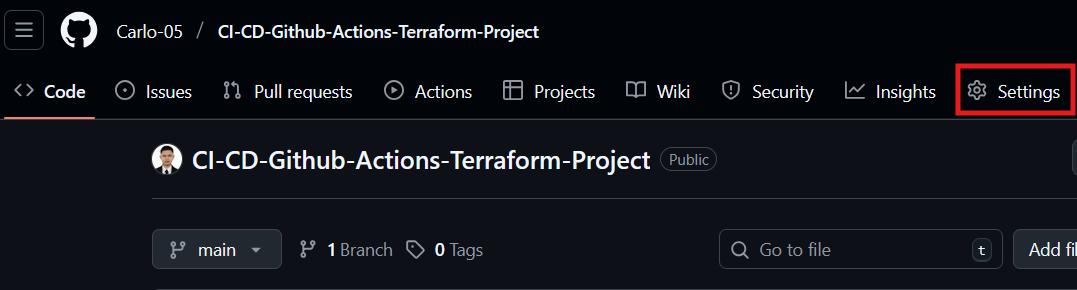 Carlo-05 / CI-CD-Github-Actions-Terraform-Project
Code Issues Pull requests Actions Projects Wiki Security Insights Settings
CI-CD-Github-Actions-Terraform-Project Public
main 1 Branch 0 Tags Go to file t Add fil